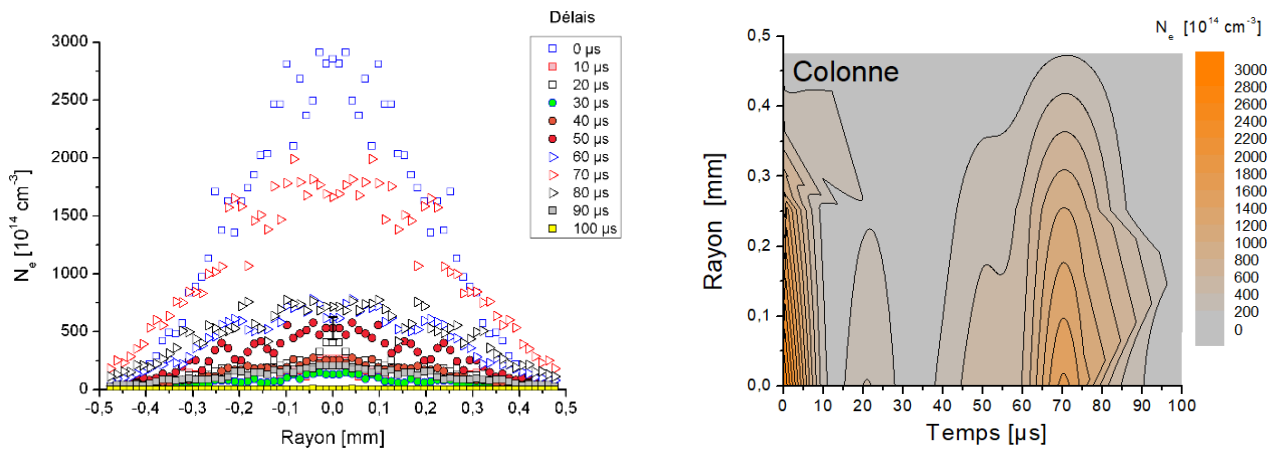 Délais
0 µs
10 µs
20 µs
30 µs
40 µs
50 µs
60 µs
70 µs
80 µs
90 µs
100 µs
3000
2500
2000
1500
1000
500
0
Ne [10^14 cm^-3]
-0,5 -0,4 -0,3 -0,2 -0,1 0,0 0,1 0,2 0,3 0,4 0,5
Rayon [mm]
Colonne
0,5
0,4
0.3
0,2
0.1
0.0
Rayon [mm]
0 10 20 30 40 50 60 70 80 90 100
Temps [µs]
Ne [10^14 cm^-3]
3000
2800
2600
2400
2200
2000
1800
1600
1400
1200
1000
800
600
400
200
0